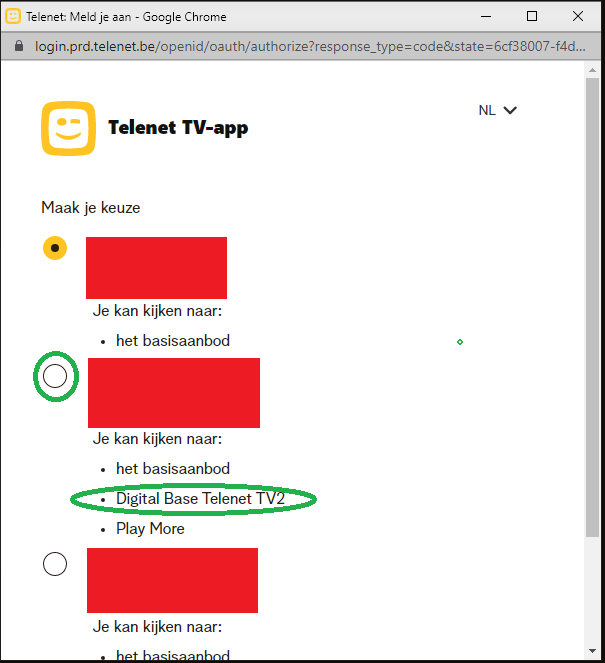 Telenet: Meld je aan - Google Chrome
login.prd.telenet.be/openid/oauth/authorize?response_type=code&state=6cf38007-f4d...
Telenet TV-app
NL
Maak je keuze
Je kan kijken naar:
• het basisaanbod
Je kan kijken naar:
• het basisaanbod
• Digital Base Telenet TV2
• Play More
Je kan kijken naar:
• het basisaanbod